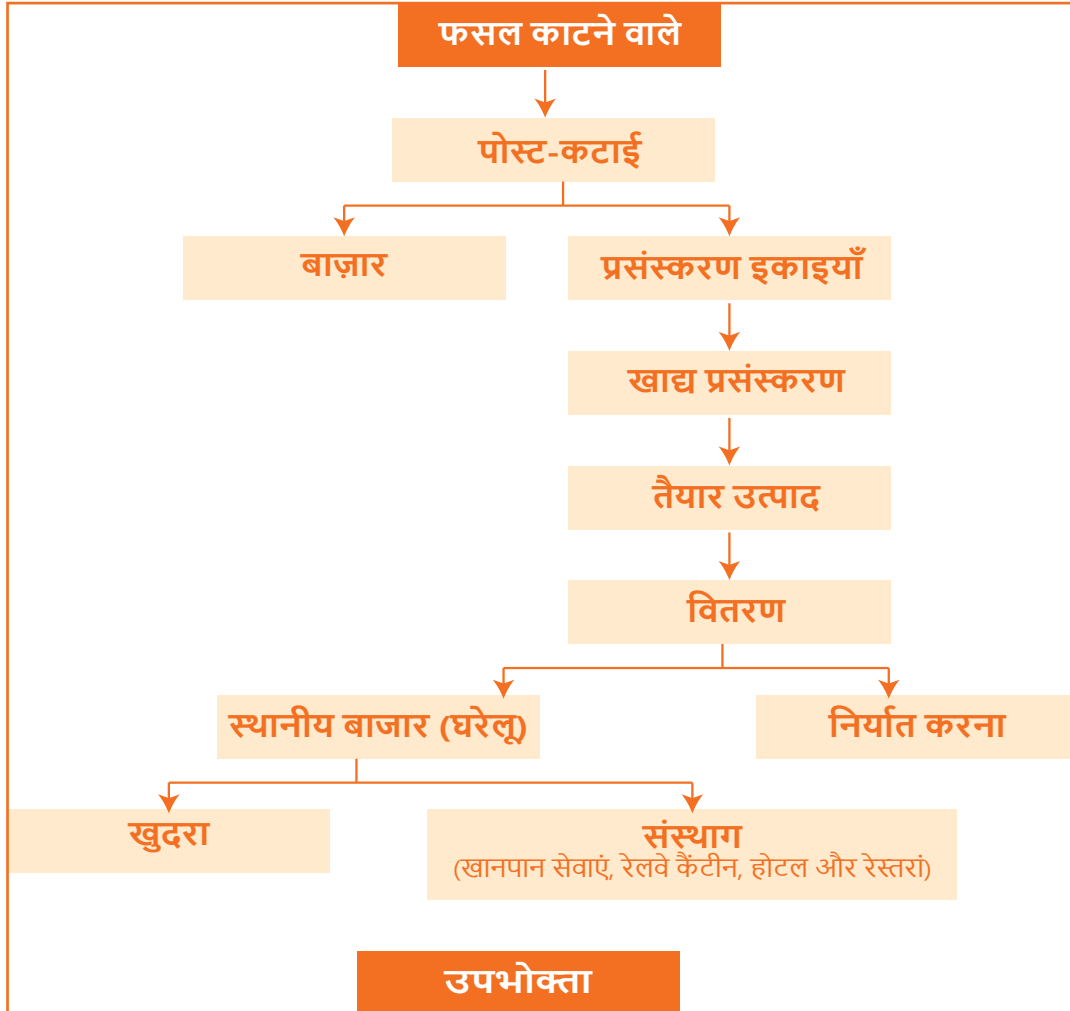 फसल काटने वाले
पोस्ट-कटाई
बाज़ार
प्रसंस्करण इकाइयाँ
खाद्य प्रसंस्करण
तैयार उत्पाद
वितरण
स्थानीय बाजार (घरेलू)
निर्यात करना
खुदरा
संस्थाग
(खानपान सेवाएं, रेलवे कैंटीन, होटल और रेस्तरां)
उपभोक्ता